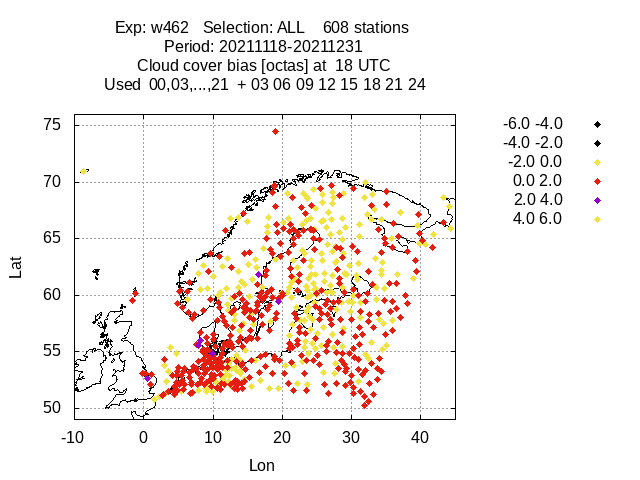 Exp: w462 Selection: ALL 608 stations
Period: 20211118-20211231
Cloud cover bias [octas] at 18 UTC
Used 00,03,...,21 + 03 06 09 12 15 18 21 24
-6.0 -4.0
-4.0 -2.0
-2.0 0.0
0.0 2.0
2.0 4.0
4.0 6.0
75
70
65
60
55
50
Lat
-10 0 10 20 30 40
Lon